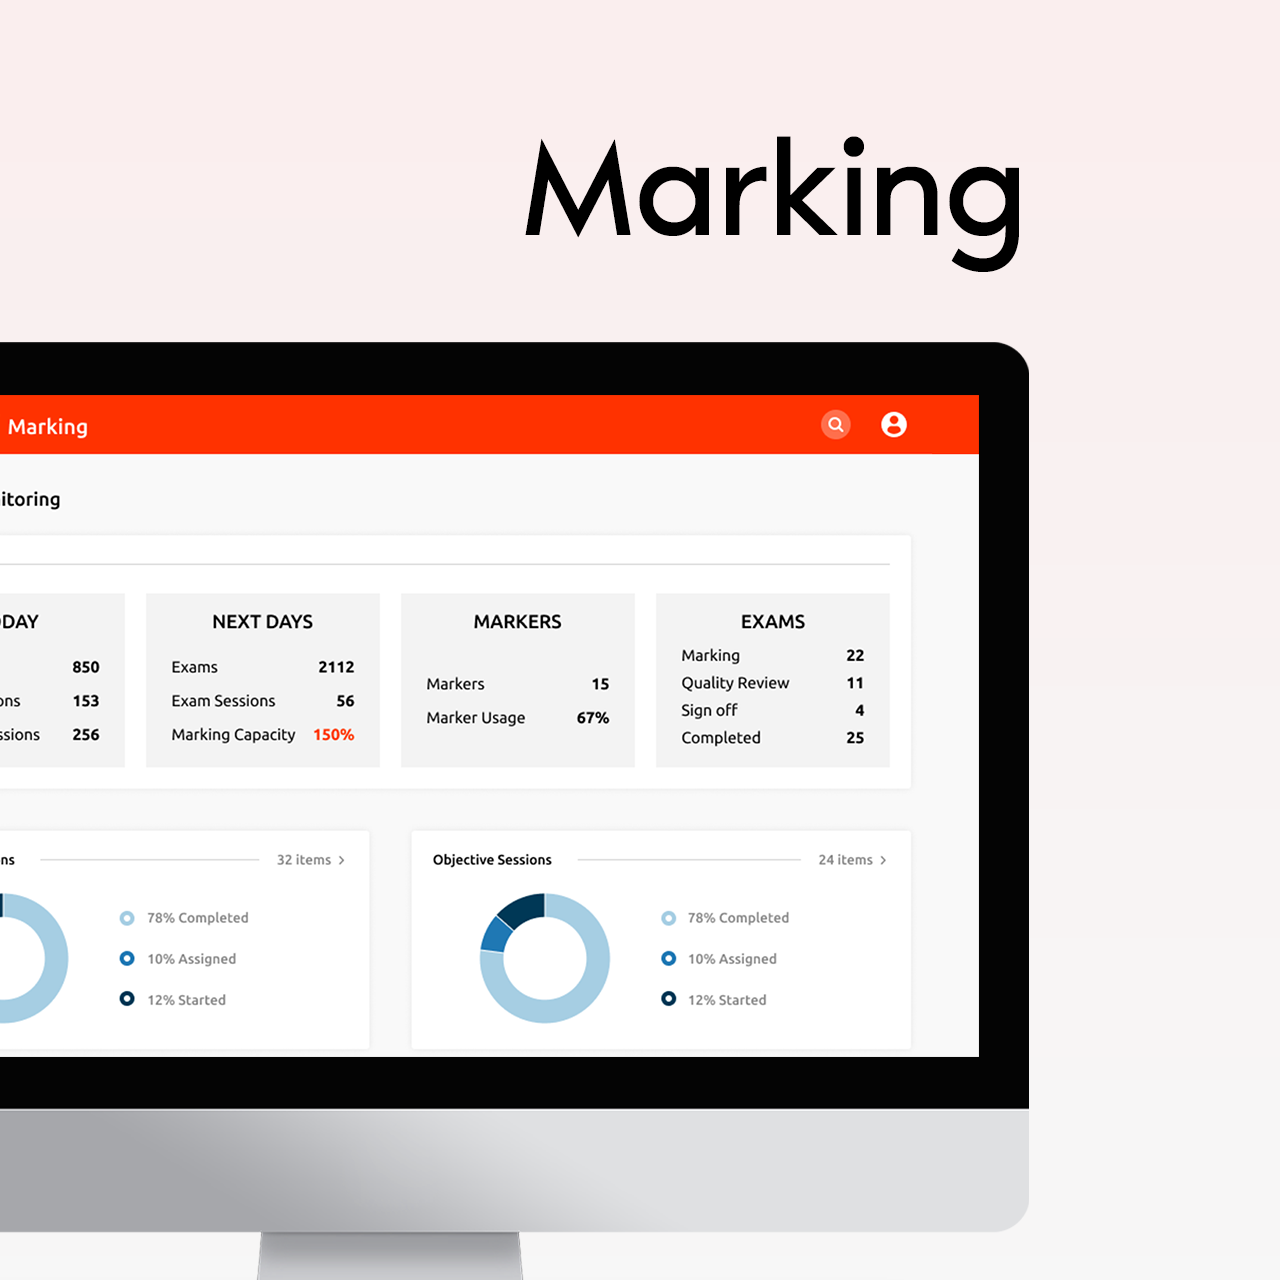 Marking
Marking
itoring
DAY
850
ons 153
ssions 256
NEXT DAYS
Exams 2112
Exam Sessions 56
Marking Capacity 150%
MARKERS
Markers 15
Marker Usage 67%
EXAMS
Marking 22
Quality Review 11
Sign off 4
Completed 25
ns 32 items >
78% Completed
10% Assigned
12% Started
Objective Sessions 24 items >
78% Completed
10% Assigned
12% Started